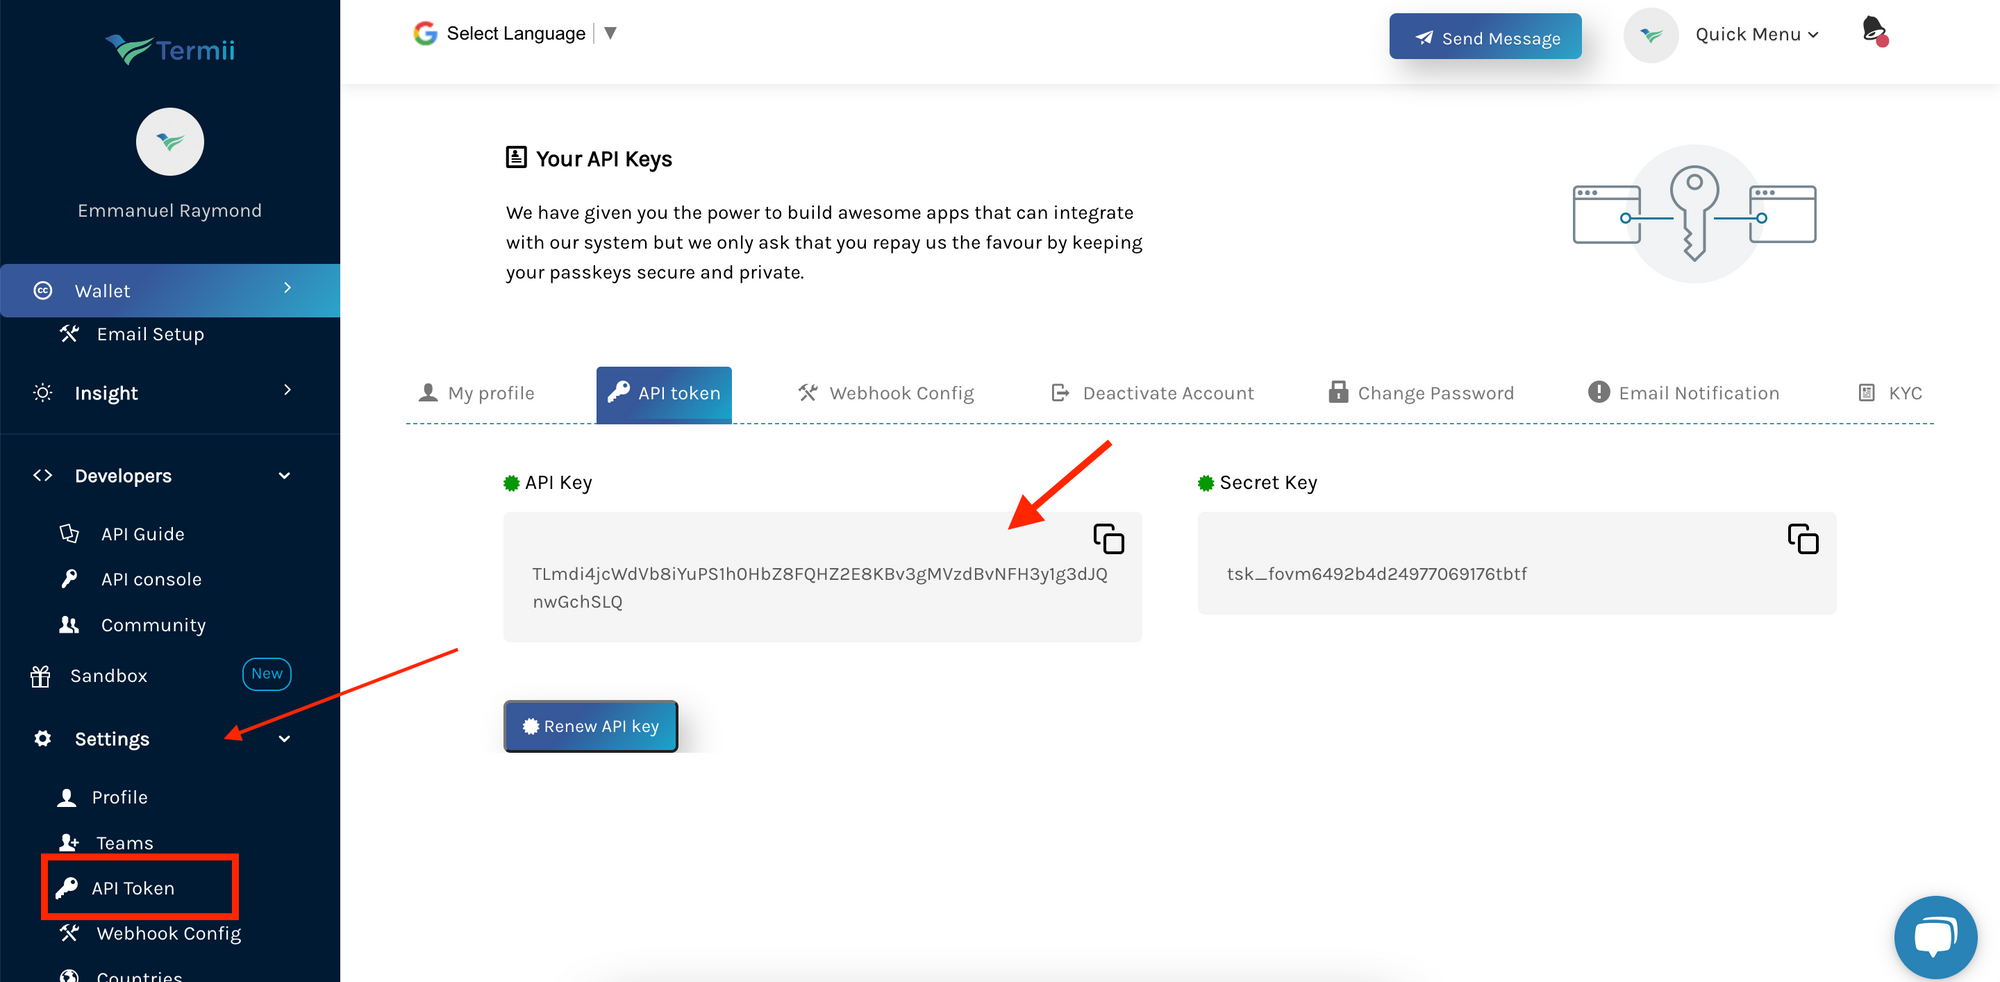 Termii
Emmanuel Raymond
Wallet
Email Setup
Insight
Developers
API Guide
API console
Community
Sandbox
New
Settings
Profile
Teams
API Token
Webhook Config
Countries
Select Language ▼
Send Message
Quick Menu
Your API Keys
We have given you the power to build awesome apps that can integrate
with our system but we only ask that you repay us the favour by keeping
your passkeys secure and private.
My profile
API token
Webhook Config
Deactivate Account
Change Password
Email Notification
KYC
API Key
TLmdi4jcWdVb8iYuPS1h0HbZ8FQHZ2E8KBv3gMVzdBvNFH3y1g3dJQ
nwGchSLQ
Secret Key
tsk_fovm6492b4d24977069176tbtf
Renew API key